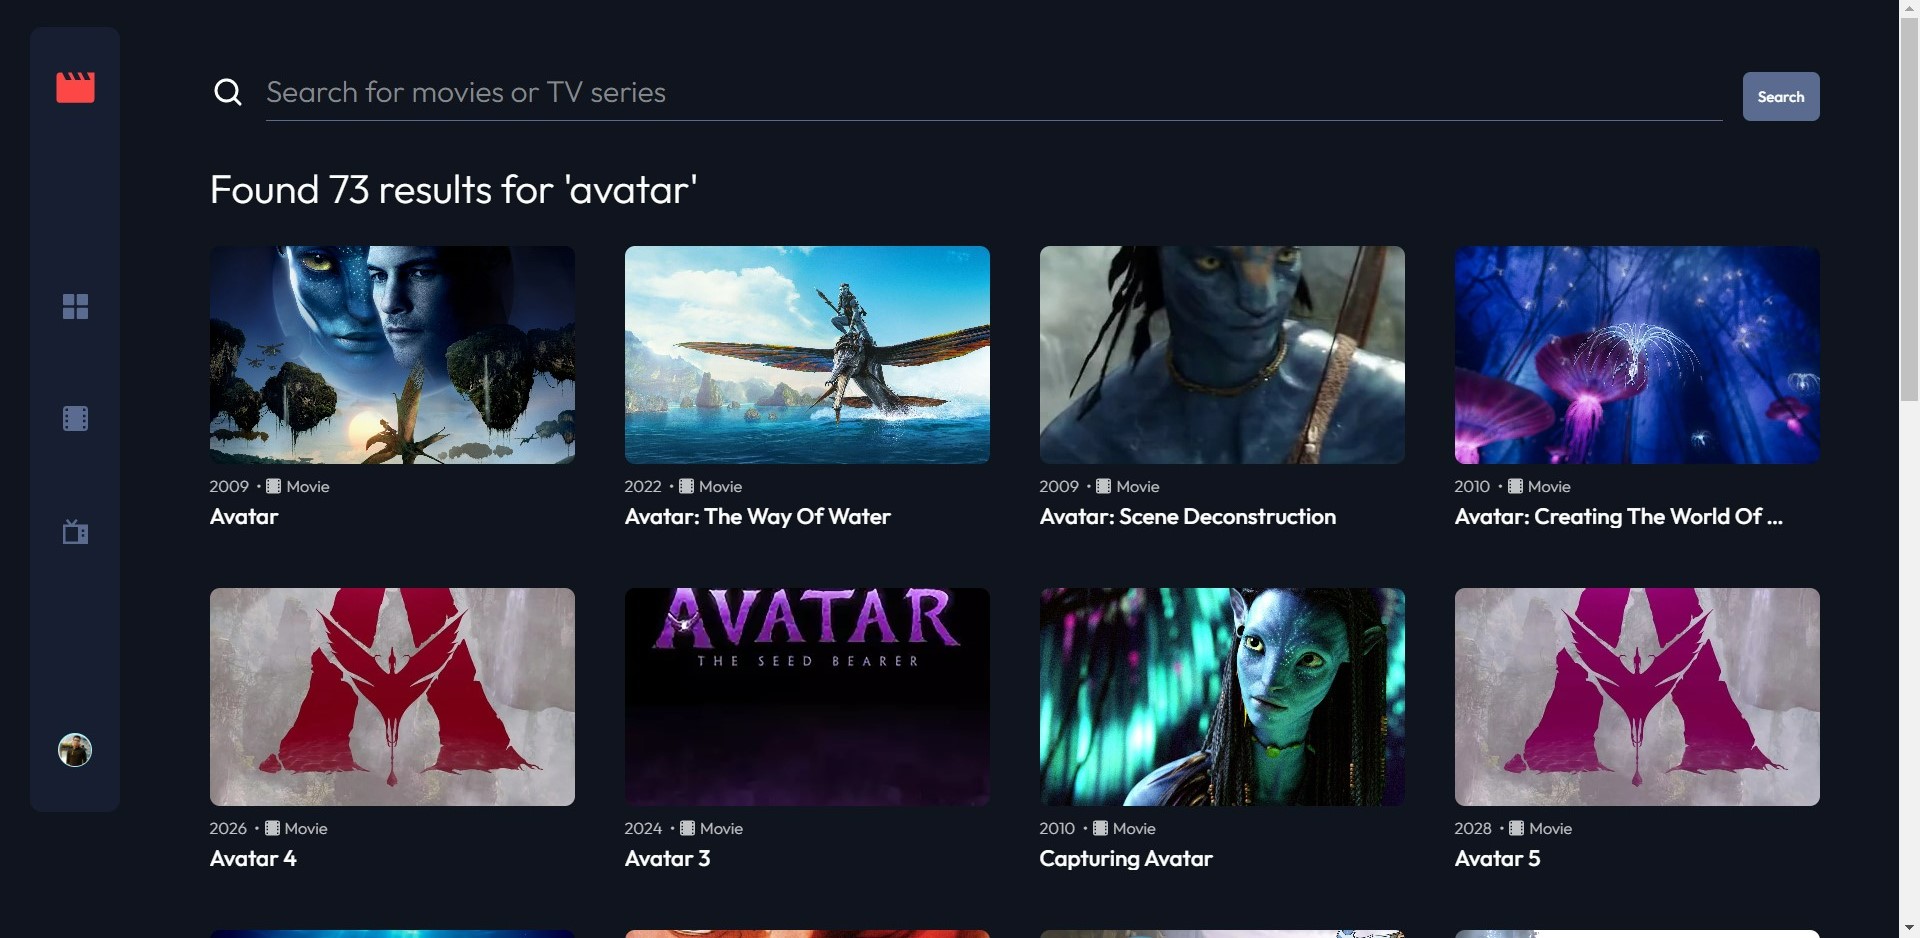 Search for movies or TV series
Search
Found 73 results for 'avatar'
2009 • Movie
Avatar
2022 • Movie
Avatar: The Way Of Water
2009 • Movie
Avatar: Scene Deconstruction
2010 • Movie
Avatar: Creating The World Of ...
AVATAR
THE SEED BEARER
2026 • Movie
Avatar 4
2024 • Movie
Avatar 3
2010 • Movie
Capturing Avatar
2028 • Movie
Avatar 5